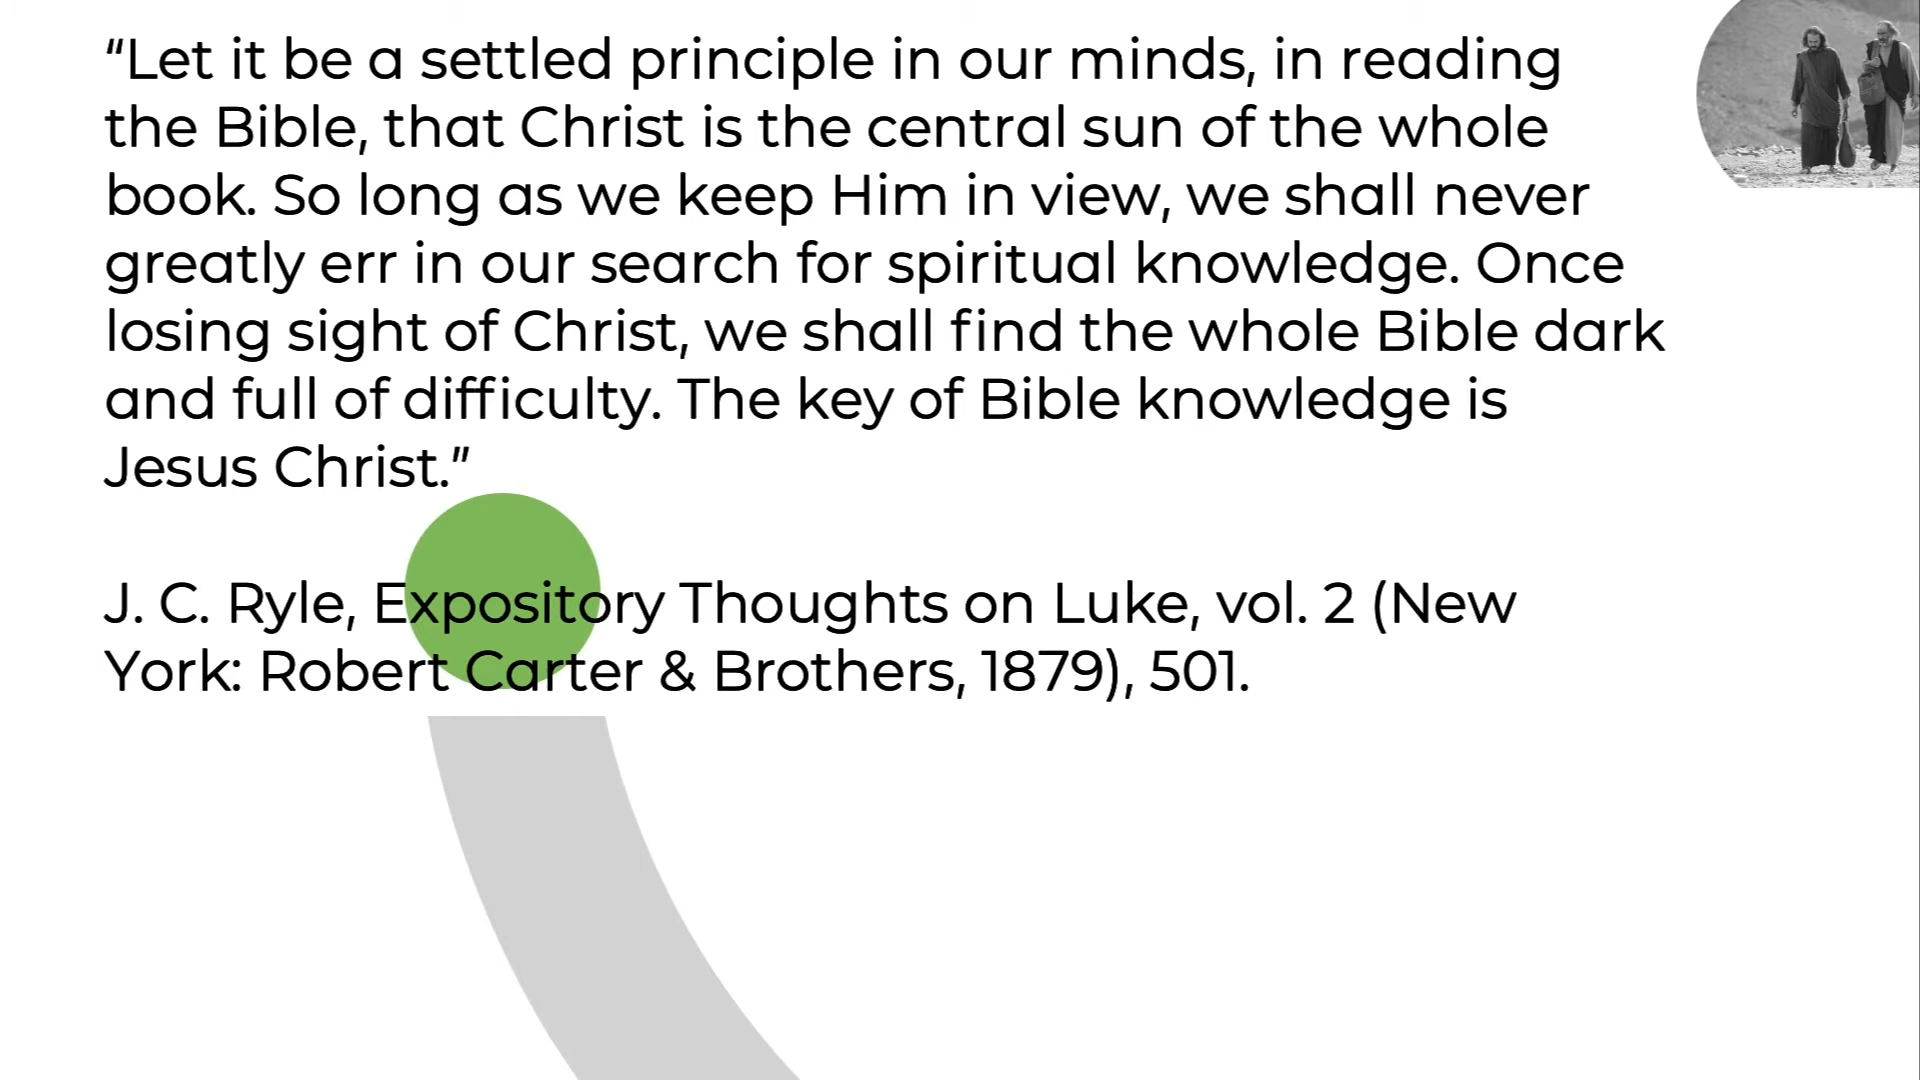 “Let it be a settled principle in our minds, in reading
the Bible, that Christ is the central sun of the whole
book. So long as we keep Him in view, we shall never
greatly err in our search for spiritual knowledge. Once
losing sight of Christ, we shall find the whole Bible dark
and full of difficulty. The key of Bible knowledge is
Jesus Christ.”
J. C. Ryle, Expository Thoughts on Luke, vol. 2 (New
York: Robert Carter & Brothers, 1879), 501.